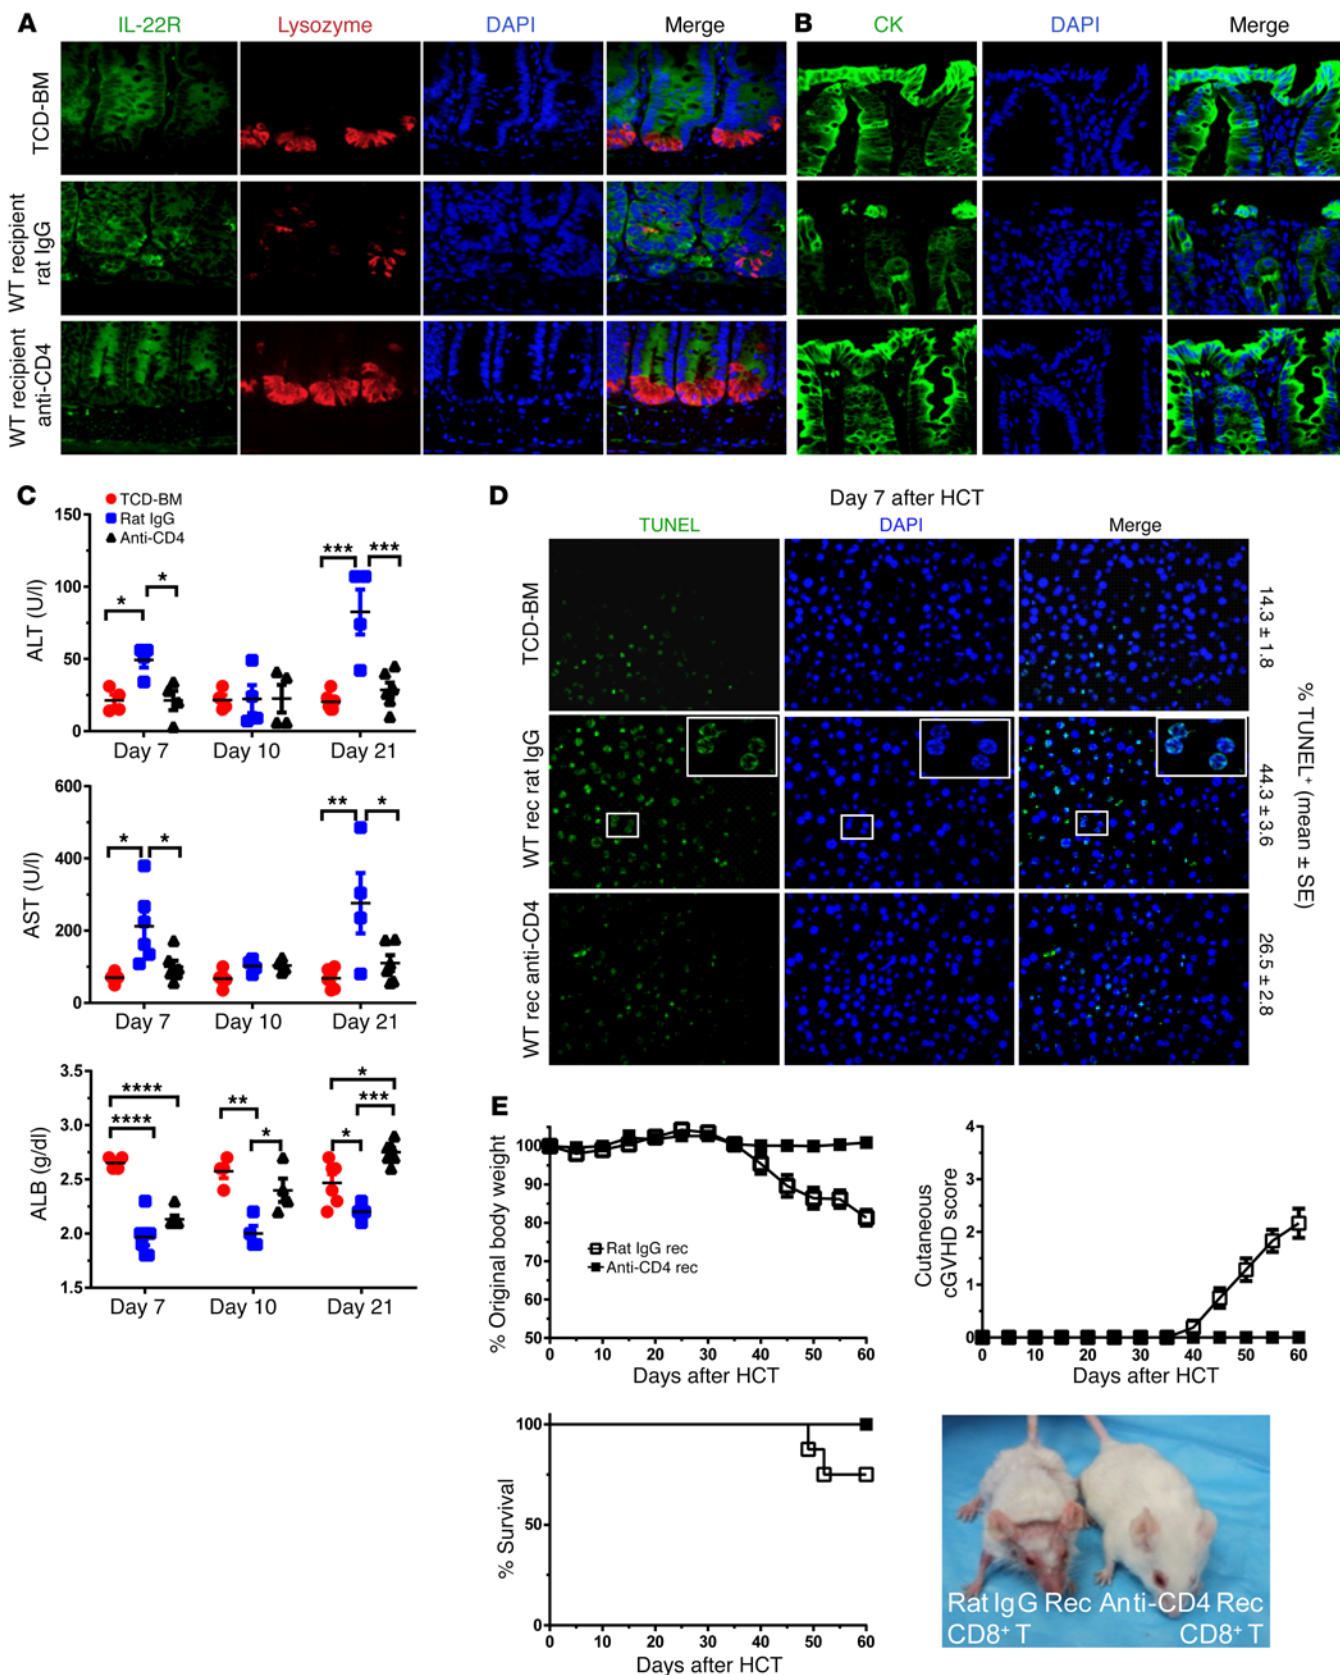 A
IL-22R
Lysozyme
DAPI
Merge
TCD-BM
WT recipient
rat IgG
WT recipient
anti-CD4
B
CK
DAPI
Merge
C
TCD-BM
Rat IgG
Anti-CD4
ALT (U/l)
150
100
50
0
*
*
***
***
Day 7
Day 10
Day 21
AST (U/l)
600
400
200
0
*
*
**
*
Day 7
Day 10
Day 21
ALB (g/dl)
3.5
3.0
2.5
2.0
1.5
****
****
**
*
*
***
*
Day 7
Day 10
Day 21
D
Day 7 after HCT
TUNEL
DAPI
Merge
TCD-BM
WT rec rat IgG
WT rec anti-CD4
14.3 ± 1.8
44.3 ± 3.6
26.5 ± 2.8
% TUNEL+ (mean ± SE)
E
% Original body weight
100
90
80
70
60
50
Rat IgG rec
Anti-CD4 rec
0 10 20 30 40 50 60
Days after HCT
Cutaneous
cGVHD score
4
3
2
1
0
0 10 20 30 40 50 60
Days after HCT
% Survival
100
50
0
0 10 20 30 40 50 60
Days after HCT
Rat IgG Rec Anti-CD4 Rec
CD8+ T CD8+ T